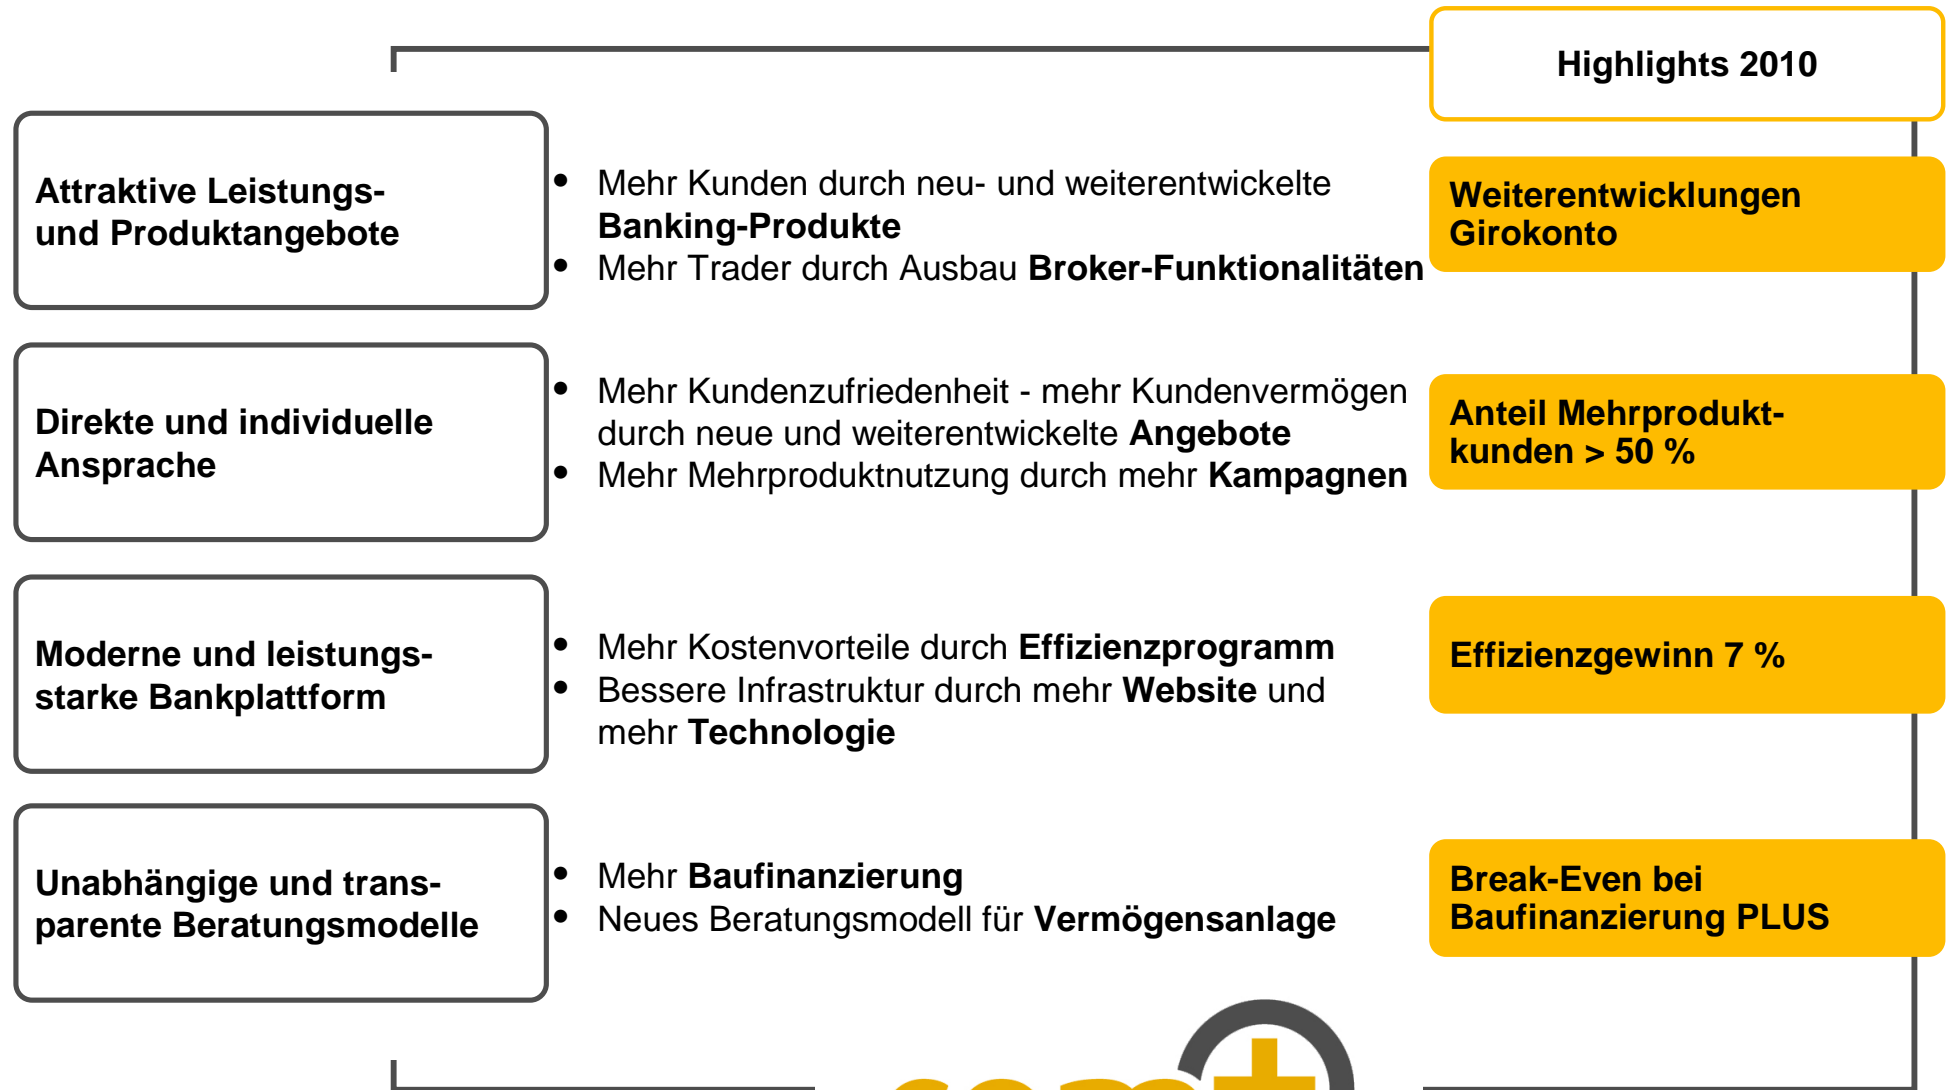 Highlights 2010
Attraktive Leistungs-
und Produktangebote
• Mehr Kunden durch neu- und weiterentwickelte
Banking-Produkte
• Mehr Trader durch Ausbau Broker-Funktionalitäten
Weiterentwicklungen
Girokonto
Direkte und individuelle
Ansprache
• Mehr Kundenzufriedenheit - mehr Kundenvermögen
durch neue und weiterentwickelte Angebote
• Mehr Mehrproduktnutzung durch mehr Kampagnen
Anteil Mehrprodukt-
kunden > 50 %
Moderne und leistungs-
starke Bankplattform
• Mehr Kostenvorteile durch Effizienzprogramm
• Bessere Infrastruktur durch mehr Website und
mehr Technologie
Effizienzgewinn 7 %
Unabhängige und trans-
parente Beratungsmodelle
• Mehr Baufinanzierung
• Neues Beratungsmodell für Vermögensanlage
Break-Even bei
Baufinanzierung PLUS